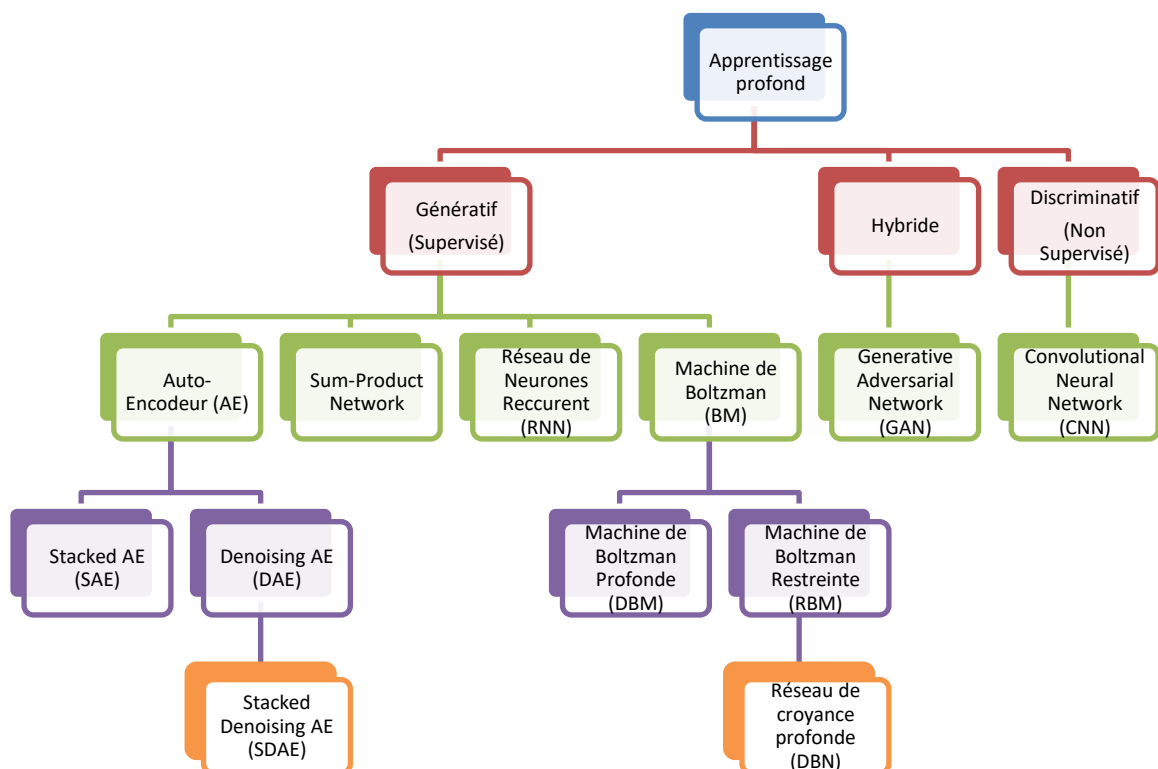 Apprentissage
profond
Génératif
(Supervisé)
Hybride
Discriminatif
(Non
Supervisé)
Auto-
Encodeur (AE)
Sum-Product
Network
Réseau de
Neurones
Reccurent
(RNN)
Machine de
Boltzman
(BM)
Generative
Adversarial
Network
(GAN)
Convolutional
Neural
Network
(CNN)
Stacked AE
(SAE)
Denoising AE
(DAE)
Machine de
Boltzman
Profonde
(DBM)
Machine de
Boltzman
Restreinte
(RBM)
Stacked
Denoising AE
(SDAE)
Réseau de
croyance
profonde
(DBN)